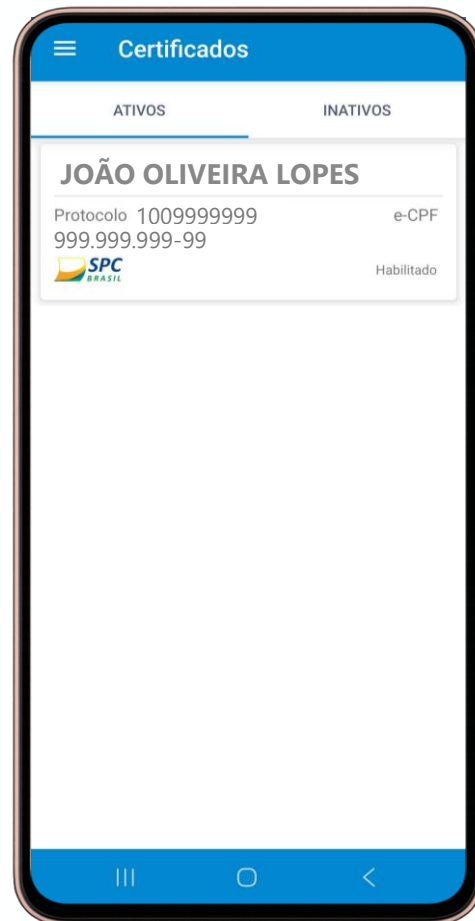 Certificados
ATIVOS INATIVOS
JOÃO OLIVEIRA LOPES
Protocolo 1009999999 e-CPF
999.999.999-99
SPC
BRASIL
Habilitado